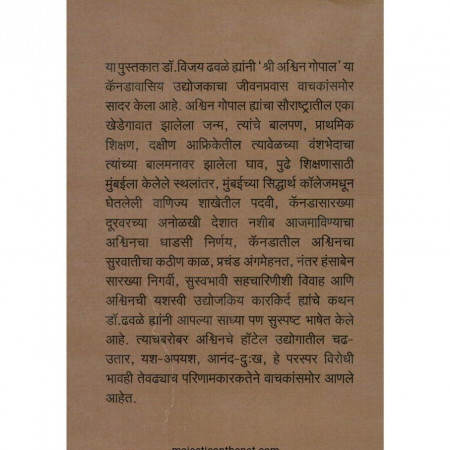 या पुस्तकात डॉ.विजय ढवळे ह्यांनी 'श्री अश्विन गोपाल' या
कॅनडावासिय उद्योजकाचा जीवनप्रवास वाचकांसमोर
सादर केला आहे. अश्विन गोपाल ह्यांचा सौराष्ट्रातील एका
खेडेगावात झालेला जन्म, त्यांचे बालपण, प्राथमिक
शिक्षण, दक्षीण आफ्रिकेतील त्यावेळच्या वंशभेदाचा
त्यांच्या बालमनावर झालेला घाव, पुढे शिक्षणासाठी
मुंबईला केलेले स्थलांतर, मुंबईच्या सिद्धार्थ कॉलेजमधून
घेतलेली वाणिज्य शाखेतील पदवी, कॅनडासारख्या
दूरवरच्या अनोळखी देशात नशीब आजमाविण्याचा
अश्विनचा धाडसी निर्णय, कॅनडातील अश्विनचा
सुरवातीचा कठीण काळ, प्रचंड अंगमेहनत, नंतर हंसाबेन
सारख्या निगर्वी, सुस्वभावी सहचारिणीशी विवाह आणि
अश्विनची यशस्वी उद्योजकिय कारकिर्द ह्यांचे कथन
डॉ.ढवळे ह्यांनी आपल्या साध्या पण सुस्पष्ट भाषेत केले
आहे. त्याचबरोबर अश्विनचे हॉटेल उद्योगातील चढ-
उतार, यश-अपयश, आनंद-दुःख, हे परस्पर विरोधी
भावही तेवढ्याच परिणामकारकतेने वाचकांसमोर आणले
आहेत.